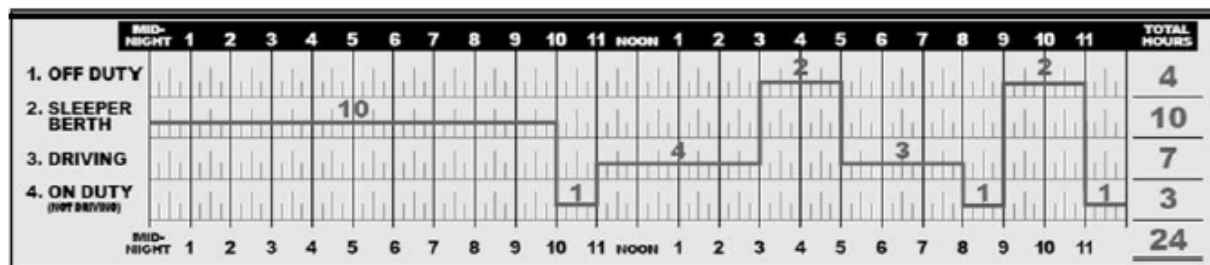 MID-NIGHT 1 2 3 4 5 6 7 8 9 10 11 NOON 1 2 3 4 5 6 7 8 9 10 11 TOTAL HOURS
1. OFF DUTY 2 2 4
2. SLEEPER BERTH 10 10
3. DRIVING 4 3 7
4. ON DUTY (NOT DRIVING) 1 1 1 3
MID-NIGHT 1 2 3 4 5 6 7 8 9 10 11 NOON 1 2 3 4 5 6 7 8 9 10 11 24